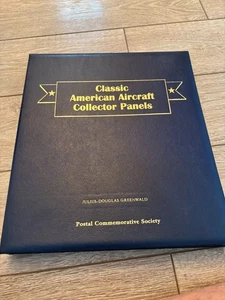 Classic
American Aircraft
Collector Panels
JULIUS DOUGLAS GREENWALD
Postal Commemorative Society